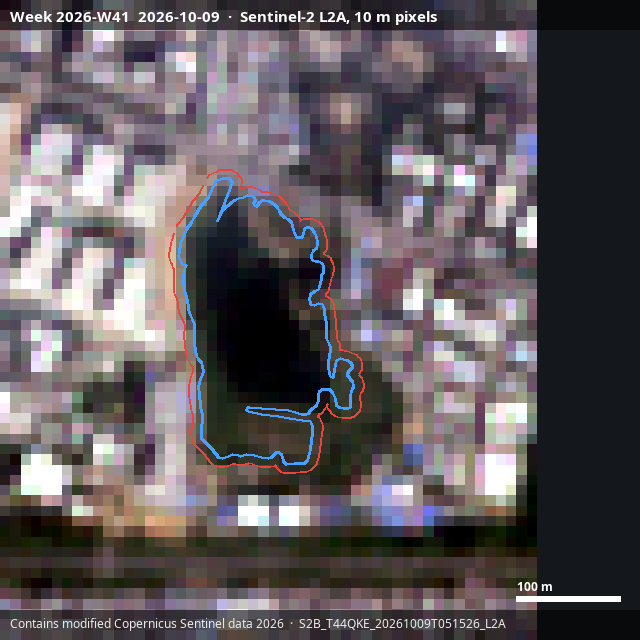 Week 2026-W41 2026-10-09 · Sentinel-2 L2A, 10 m pixels
100 m
Contains modified Copernicus Sentinel data 2026 · S2B_T44QKE_20261009T051526_L2A